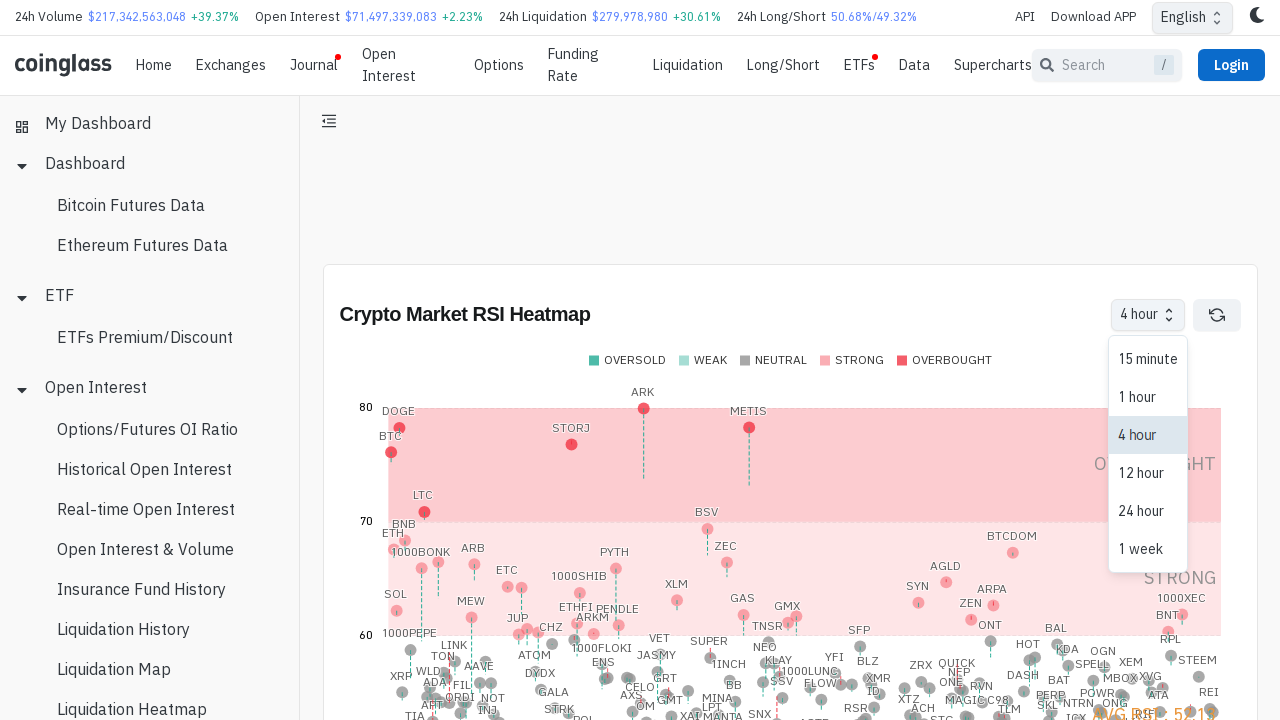 24h Volume $217,342,563,048 +39.37% Open Interest $71,497,339,083 +2.23% 24h Liquidation $279,978,980 +30.61% 24h Long/Short 50.68%/49.32% API Download APP English
coinglass Home Exchanges Journal Open Interest Options Funding Rate Liquidation Long/Short ETFs Data Supercharts Search / Login
My Dashboard
Dashboard
Bitcoin Futures Data
Ethereum Futures Data
ETF
ETFs Premium/Discount
Open Interest
Options/Futures OI Ratio
Historical Open Interest
Real-time Open Interest
Open Interest & Volume
Insurance Fund History
Liquidation History
Liquidation Map
Liquidation Heatmap
Crypto Market RSI Heatmap
4 hour
15 minute
1 hour
4 hour
12 hour
24 hour
1 week
OVERSOLD WEAK NEUTRAL STRONG OVERBOUGHT
80
70
60
STRONG
ARK
DOGE METIS
BTC STORJ
LTC
BSV
BNB
ETH
1000BONK ARB PYTH ZEC BTCDOM
ETC 1000SHIB XLM AGLD
SOL SYN ARPA
MEW ETHFI PENDLE GAS GMX ZEN 1000XEC
JUP ARKM BNT
1000PEPE CHZ TNSR SFP ONT BAL
LINK 1000FLOKI VET SUPER NEO HOT KDA RPL
TON ATOM JASMY YFI OGN
WLD AAVE ENS 1INCH KLAY BLZ ZRX QUICK SPELL XEM STEEM
XRP ADA DYDX GRT 1000LUNC XMR NEP DASH BAT MBOX XVG
FIL CELO BB SSV FLOW ONE RVN
ORDI NOT GALA AXS GMT MINA ID XTZ MAGIC C98 PERP POWR ATA REI
STRK OM LPT RSR ACH TLM SKL NTRN ONG
TIA XAI MANTA SNX STG ICX